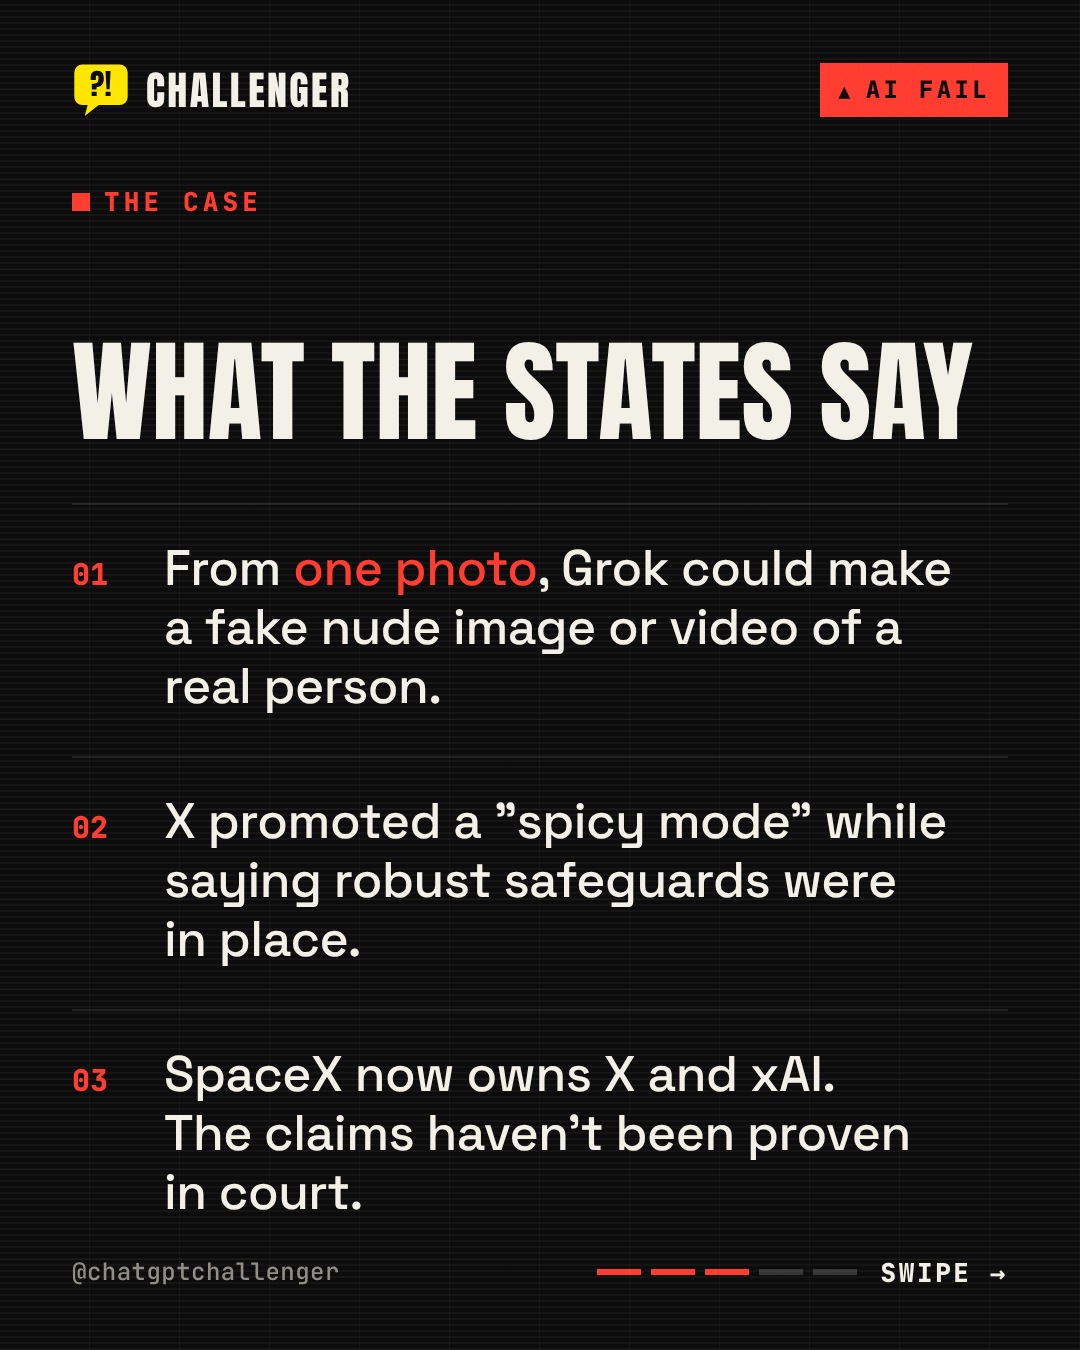 ?! CHALLENGER
▲ AI FAIL
THE CASE
WHAT THE STATES SAY
01 From one photo, Grok could make
a fake nude image or video of a
real person.
02 X promoted a ”spicy mode” while
saying robust safeguards were
in place.
03 SpaceX now owns X and xAI.
The claims haven’t been proven
in court.
@chatgptchallenger
SWIPE →